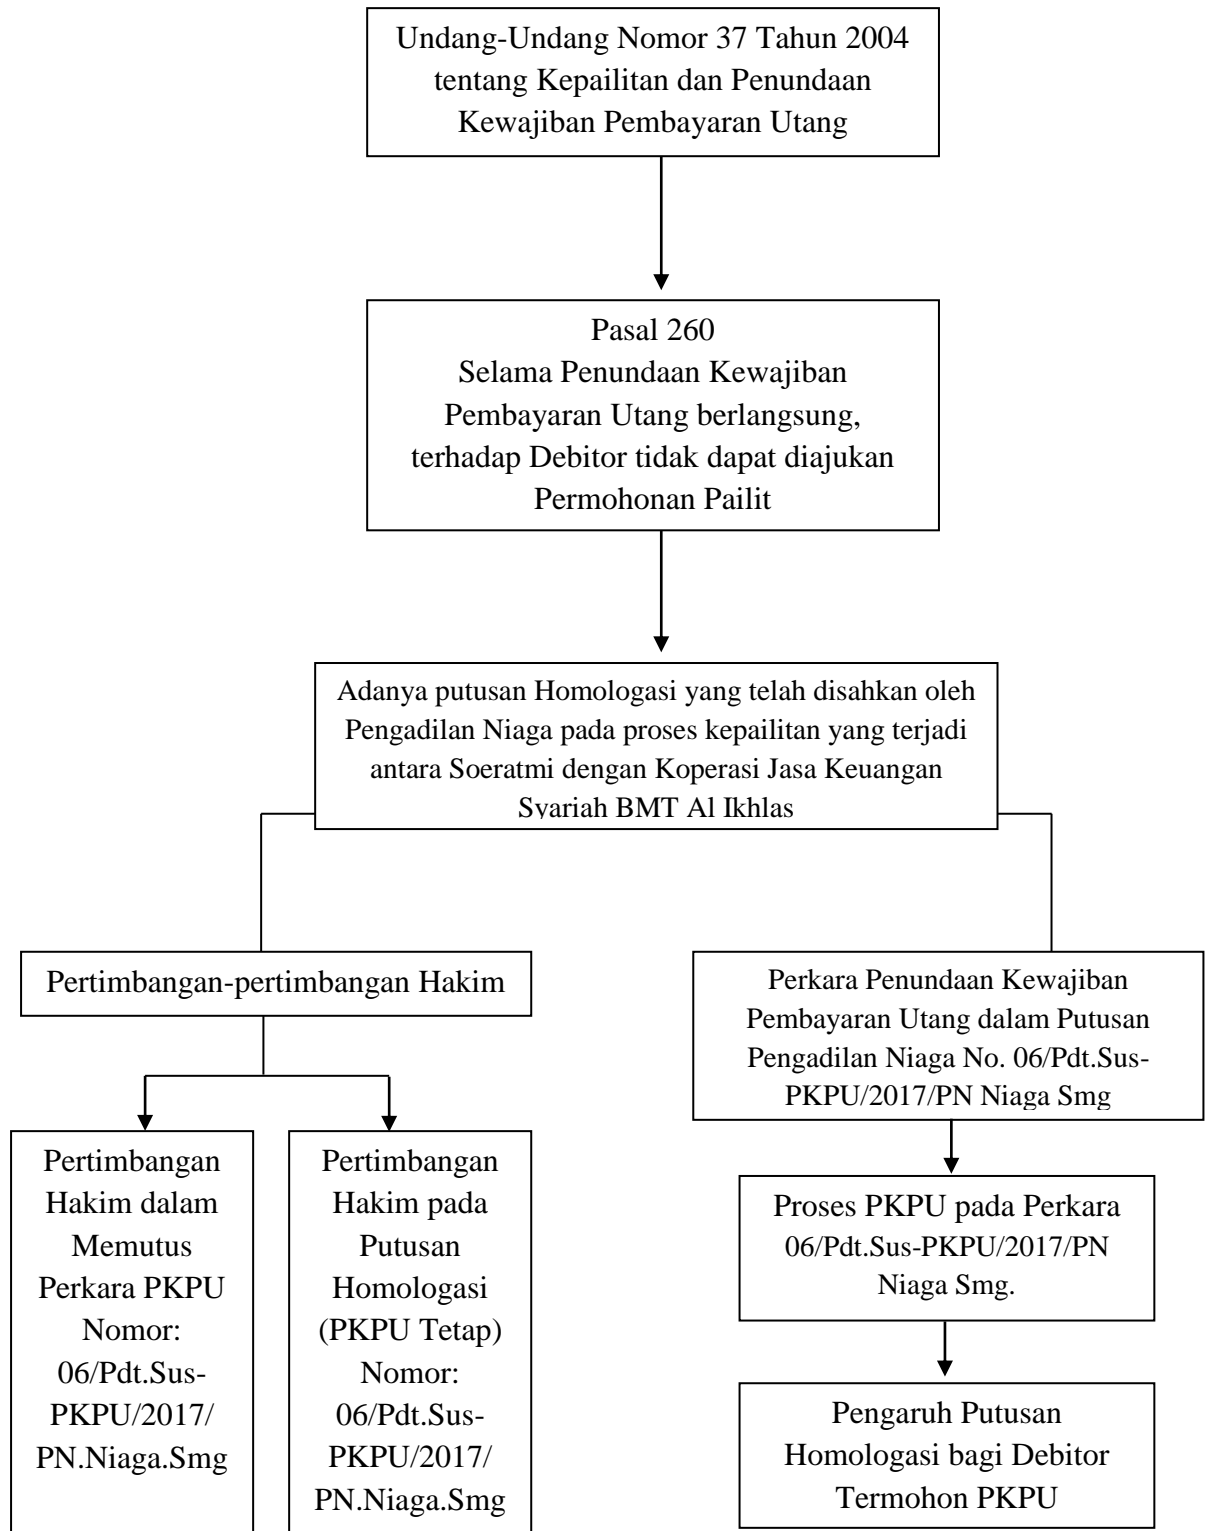 Undang-Undang Nomor 37 Tahun 2004
tentang Kepailitan dan Penundaan
Kewajiban Pembayaran Utang
Pasal 260
Selama Penundaan Kewajiban
Pembayaran Utang berlangsung,
terhadap Debitor tidak dapat diajukan
Permohonan Pailit
Adanya putusan Homologasi yang telah disahkan oleh
Pengadilan Niaga pada proses kepailitan yang terjadi
antara Soeratmi dengan Koperasi Jasa Keuangan
Syariah BMT Al Ikhlas
Pertimbangan-pertimbangan Hakim
Pertimbangan
Hakim dalam
Memutus
Perkara PKPU
Nomor:
06/Pdt.Sus-
PKPU/2017/
PN.Niaga.Smg
Pertimbangan
Hakim pada
Putusan
Homologasi
(PKPU Tetap)
Nomor:
06/Pdt.Sus-
PKPU/2017/
PN.Niaga.Smg
Perkara Penundaan Kewajiban
Pembayaran Utang dalam Putusan
Pengadilan Niaga No. 06/Pdt.Sus-
PKPU/2017/PN Niaga Smg
Proses PKPU pada Perkara
06/Pdt.Sus-PKPU/2017/PN
Niaga Smg.
Pengaruh Putusan
Homologasi bagi Debitor
Termohon PKPU